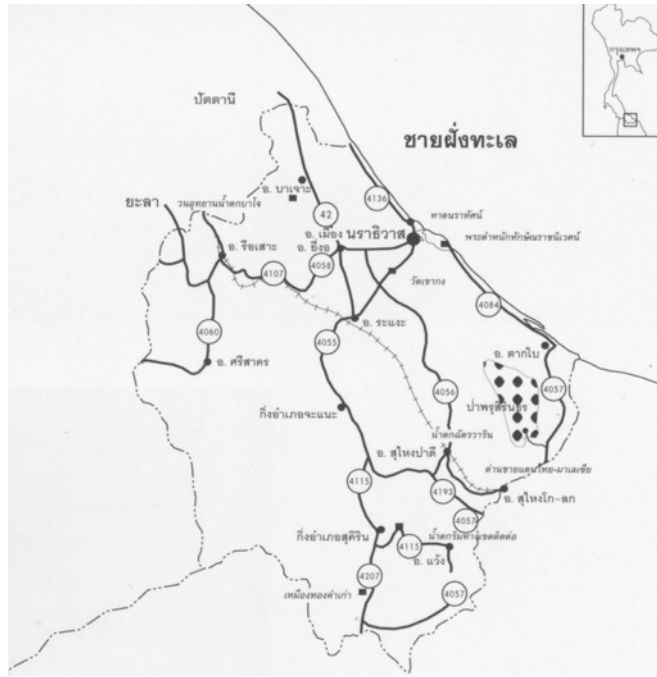 กรุงเทพฯ
ปัตตานี
ชายฝั่งทะเล
อ. บาเจาะ
4136
ยะลา
วนอุทยานน้ำตกบาโจ
42
หาดนราทัศน์
อ. เมือง นราธิวาส
พระตำหนักทักษิณราชนิเวศน์
อ. รือเสาะ
อ. ยี่งอ
4107
4058
วัดเขากง
4084
อ. ระแงะ
4060
4055
อ. ตากใบ
อ. ศรีสาคร
4056
4057
ป่าพรุสิรินธร
กิ่งอำเภอจะแนะ
น้ำตกฉัตรวาริน
อ. สุไหงปาดี
ด่านชายแดนไทย-มาเลเซีย
4115
4193
อ. สุไหงโก-ลก
4057
กิ่งอำเภอสุคิริน
4115
อ. แว้ง
4207
เหมืองทองคำเก่า
4057